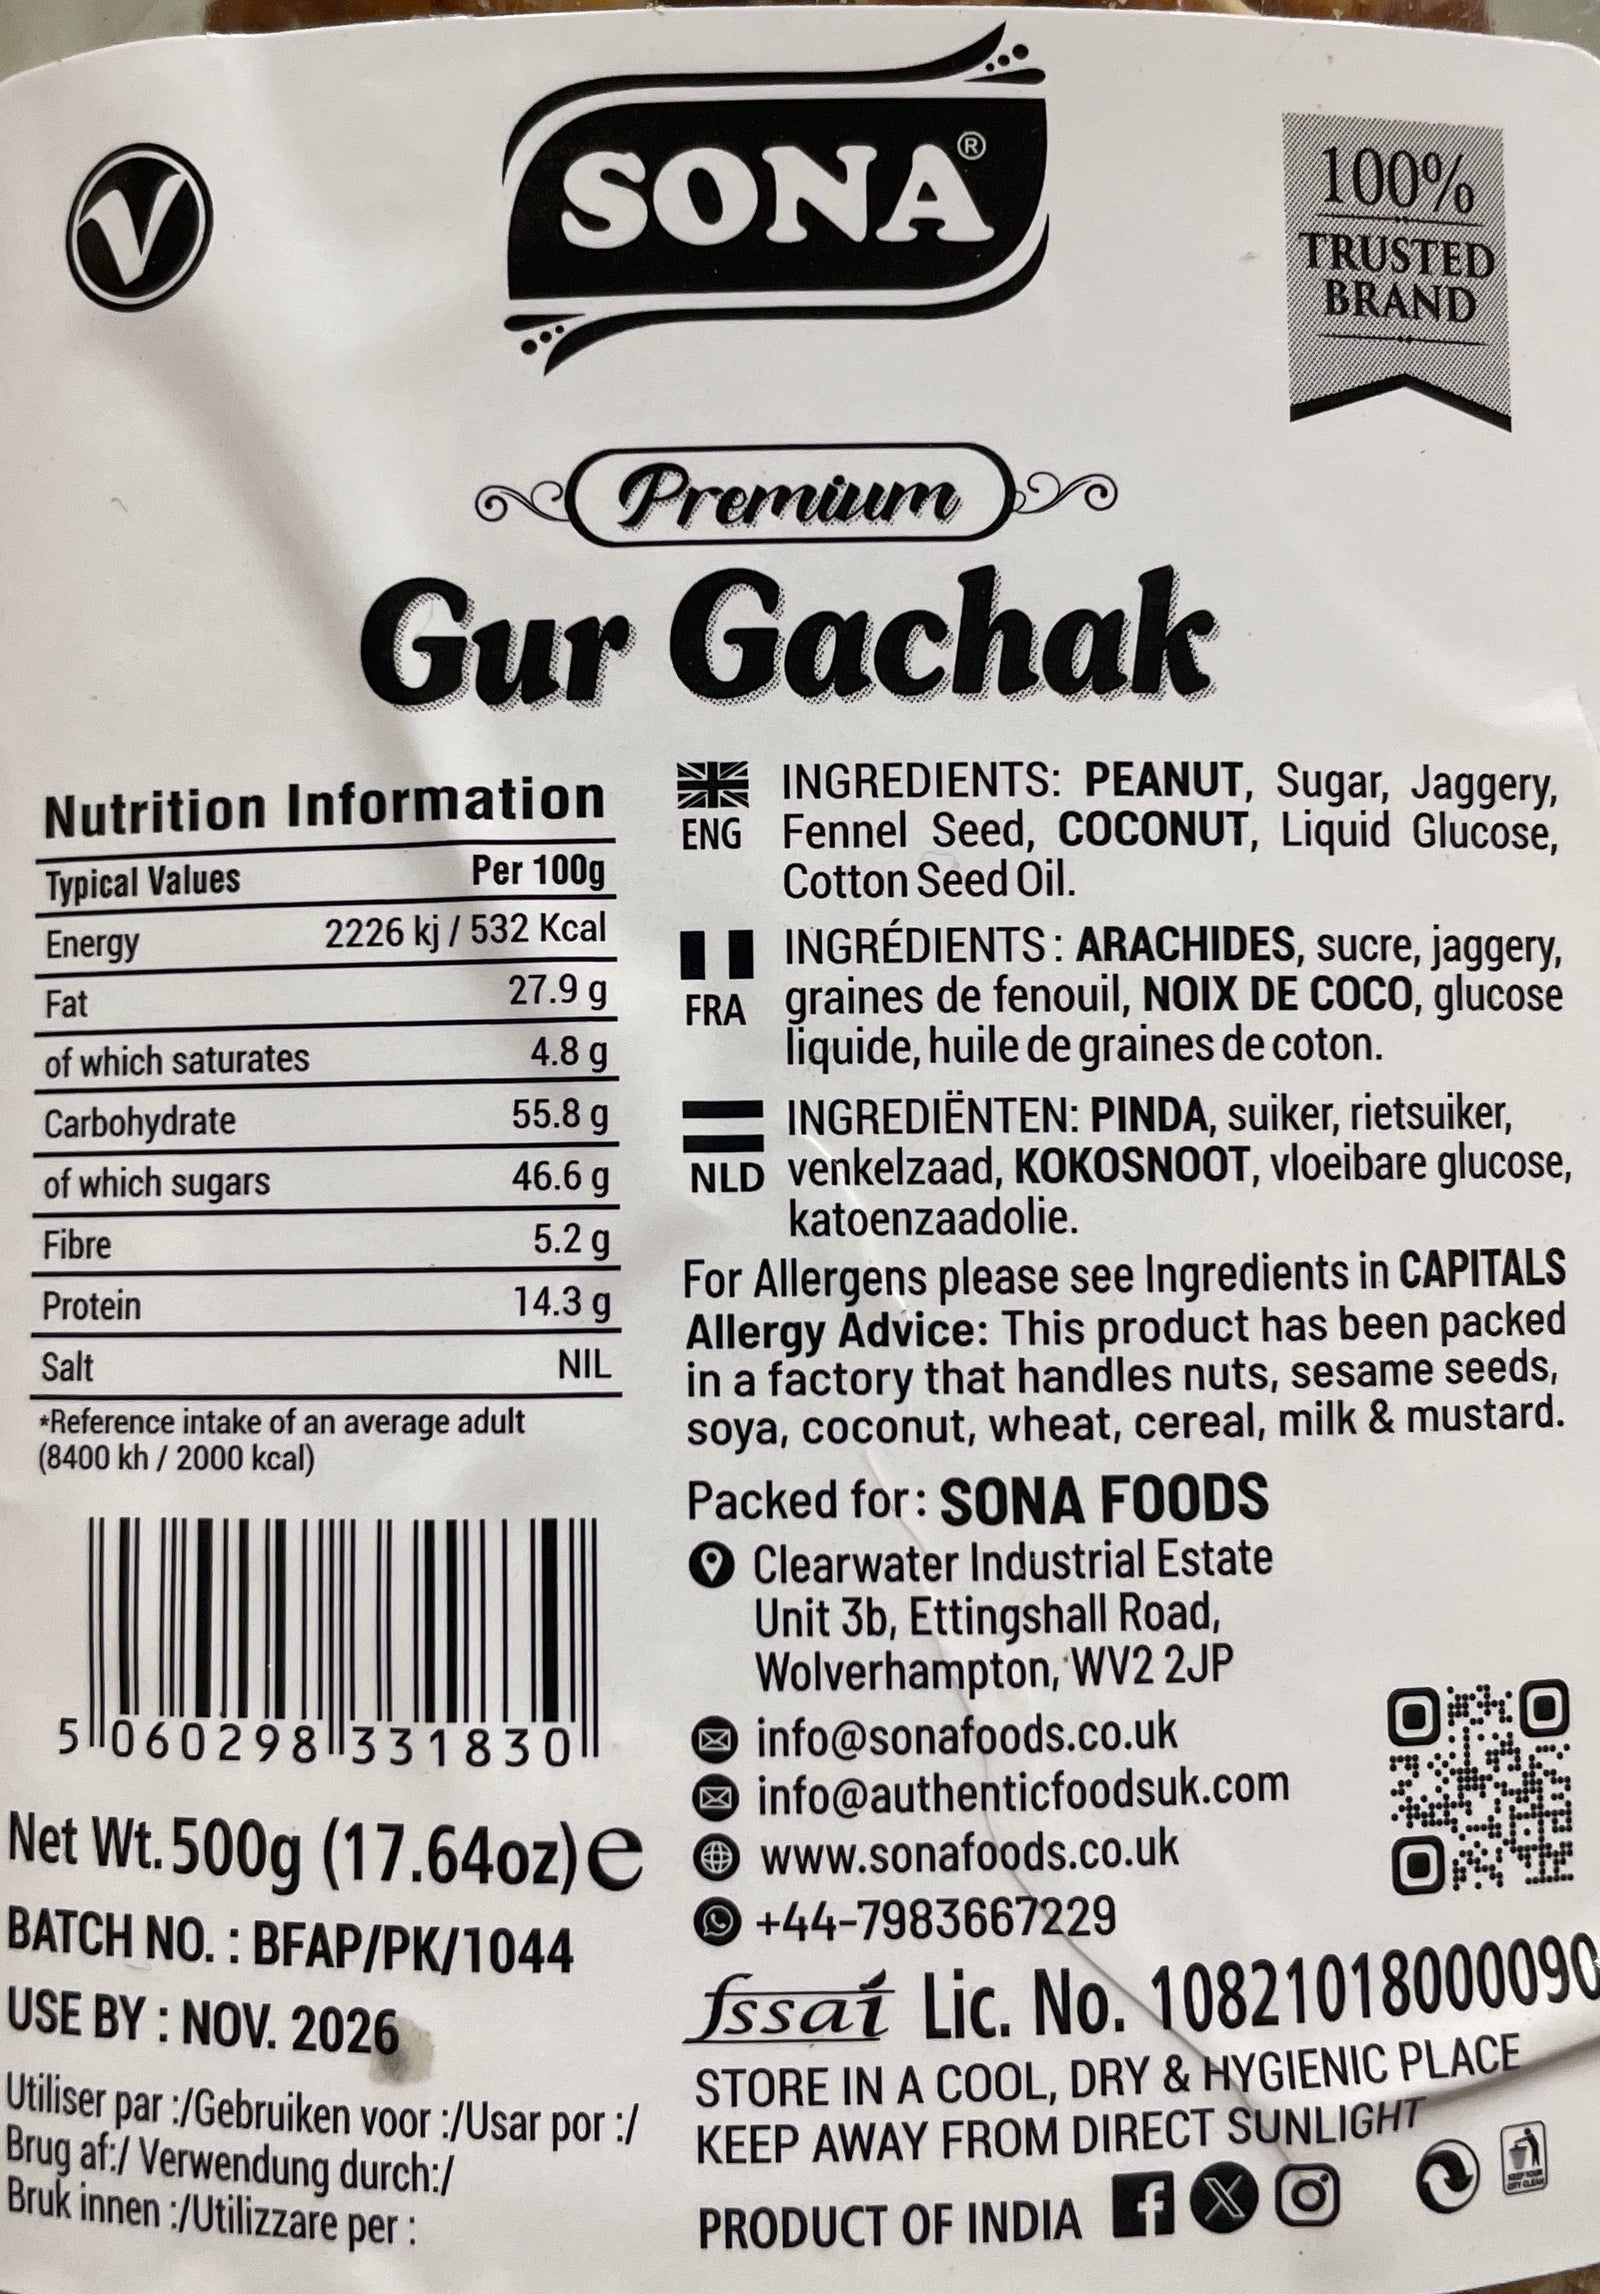 SONA®
100%
TRUSTED
BRAND
Premium
Gur Gachak
Nutrition Information
Typical Values Per 100g
Energy 2226 kj / 532 Kcal
Fat 27.9 g
of which saturates 4.8 g
Carbohydrate 55.8 g
of which sugars 46.6 g
Fibre 5.2 g
Protein 14.3 g
Salt NIL
*Reference intake of an average adult
(8400 kh / 2000 kcal)
5 060298 331830
Net Wt. 500g (17.64oz) e
BATCH NO. : BFAP/PK/1044
USE BY : NOV. 2026
Utiliser par :/Gebruiken voor :/Usar por :/
Brug af:/ Verwendung durch:/
Bruk innen :/Utilizzare per :
ENG
INGREDIENTS: PEANUT, Sugar, Jaggery,
Fennel Seed, COCONUT, Liquid Glucose,
Cotton Seed Oil.
FRA
INGRÉDIENTS : ARACHIDES, sucre, jaggery,
graines de fenouil, NOIX DE COCO, glucose
liquide, huile de graines de coton.
NLD
INGREDIËNTEN: PINDA, suiker, rietsuiker,
venkelzaad, KOKOSNOOT, vloeibare glucose,
katoenzaadolie.
For Allergens please see Ingredients in CAPITALS
Allergy Advice: This product has been packed
in a factory that handles nuts, sesame seeds,
soya, coconut, wheat, cereal, milk & mustard.
Packed for: SONA FOODS
Clearwater Industrial Estate
Unit 3b, Ettingshall Road,
Wolverhampton, WV2 2JP
info@sonafoods.co.uk
info@authenticfoodsuk.com
www.sonafoods.co.uk
+44-7983667229
fssai Lic. No. 10821018000090
STORE IN A COOL, DRY & HYGIENIC PLACE
KEEP AWAY FROM DIRECT SUNLIGHT
PRODUCT OF INDIA
KEEP YOUR
CITY CLEAN